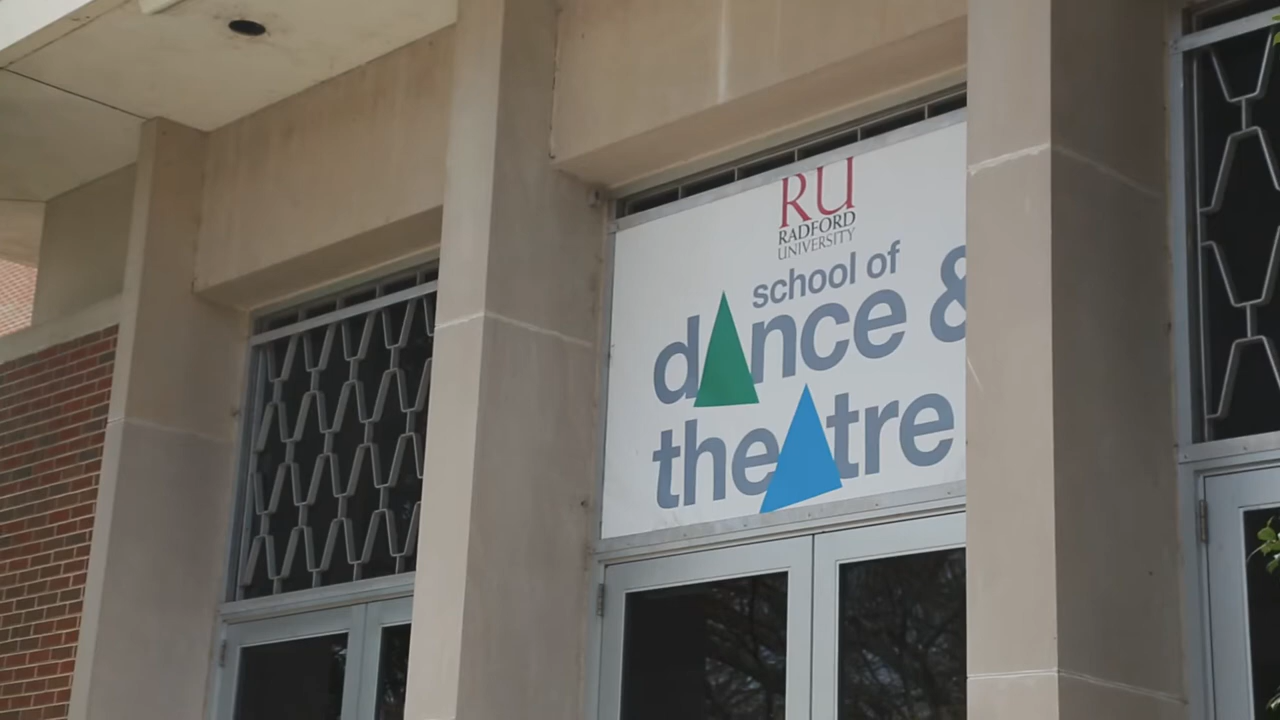 RU
RADFORD
UNIVERSITY
school of
dance &
theatre